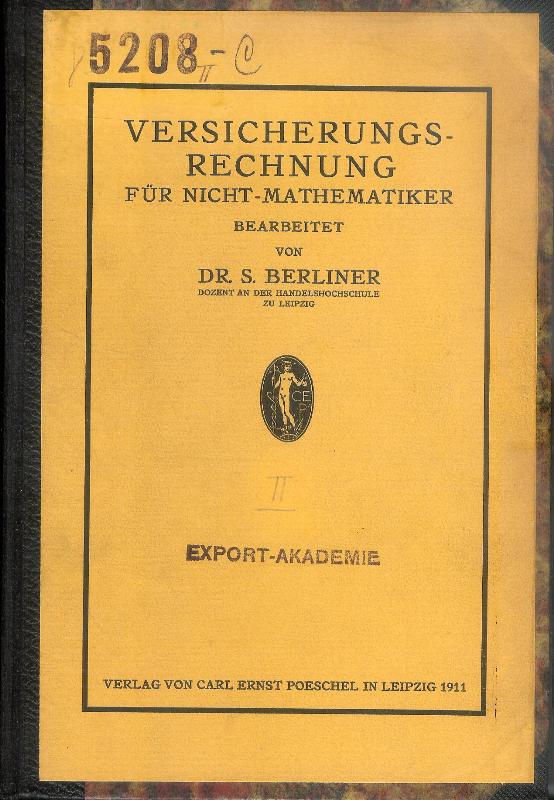 5208-C
II
VERSICHERUNGS-
RECHNUNG
FÜR NICHT-MATHEMATIKER
BEARBEITET
VON
DR. S. BERLINER
DOZENT AN DER HANDELSHOCHSCHULE
ZU LEIPZIG
CE
P
II
EXPORT-AKADEMIE
VERLAG VON CARL ERNST POESCHEL IN LEIPZIG 1911